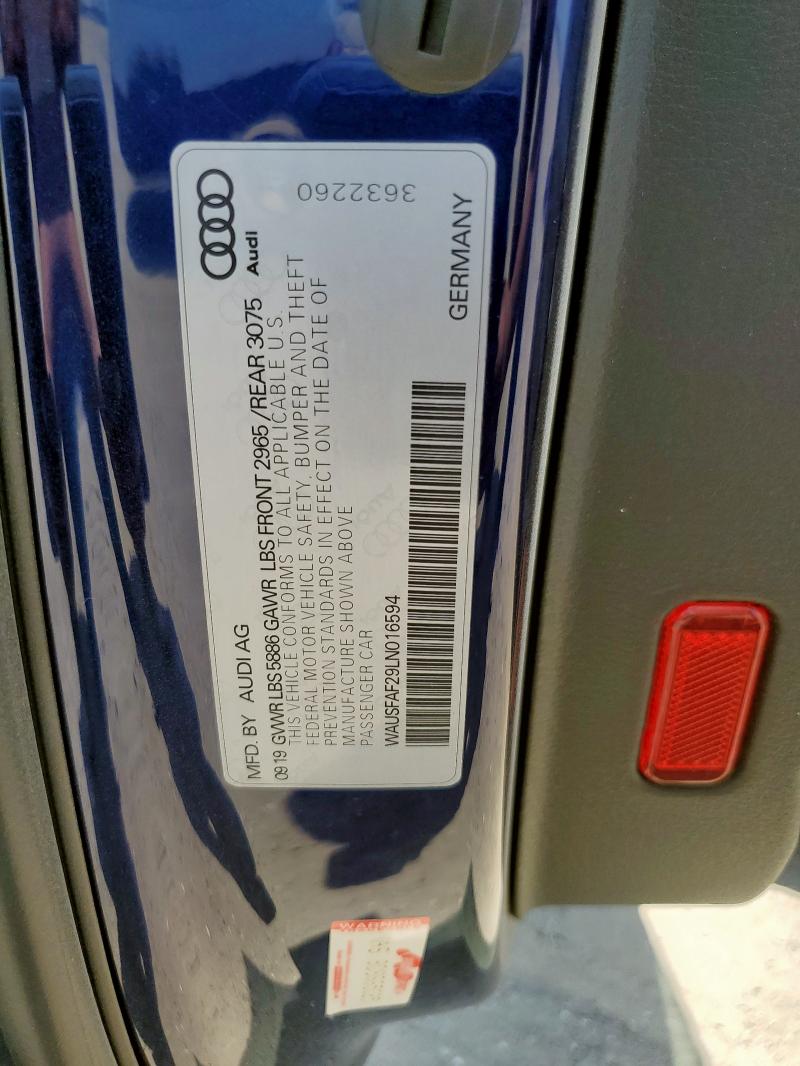 MFD. BY AUDI AG
09 19 GVWR LBS 5886 GAWR LBS FRONT 2965 /REAR 3075
THIS VEHICLE CONFORMS TO ALL APPLICABLE U.S.
FEDERAL MOTOR VEHICLE SAFETY, BUMPER AND THEFT
PREVENTION STANDARDS IN EFFECT ON THE DATE OF
MANUFACTURE SHOWN ABOVE
PASSENGER CAR
WAUSFAF29LN016594
Audi
3632260
GERMANY
WARNING